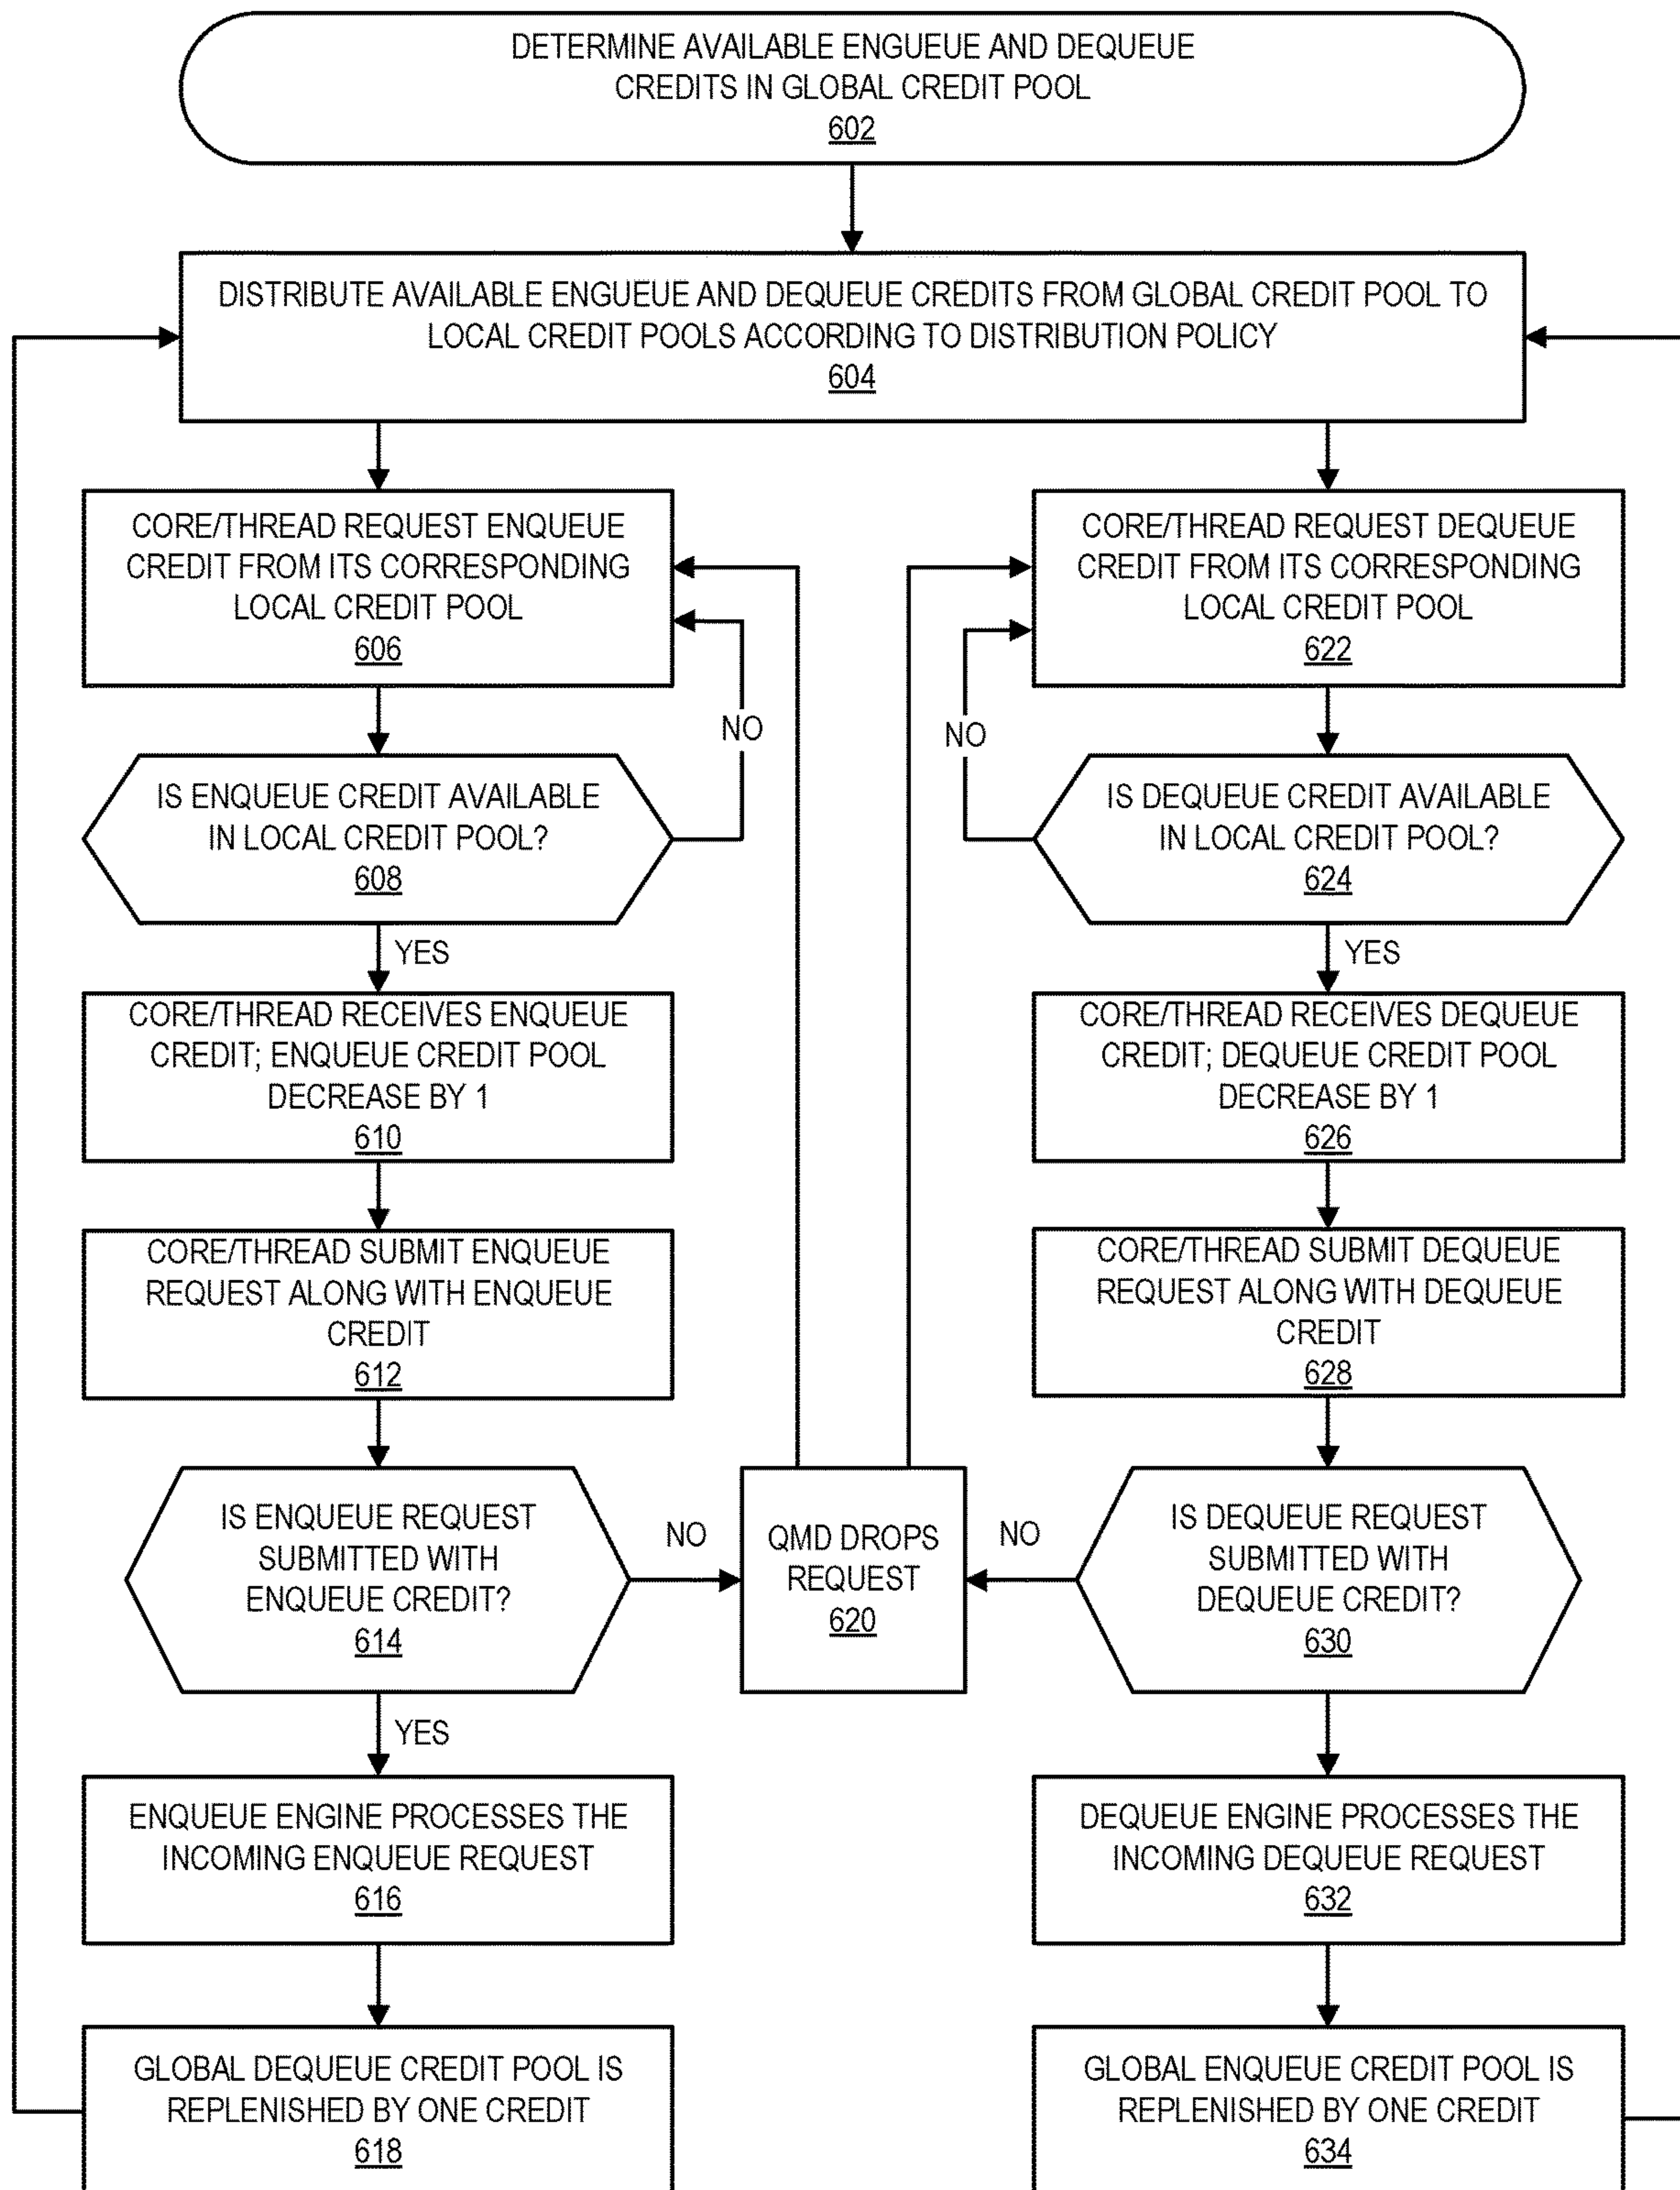 DETERMINE AVAILABLE ENGUEUE AND DEQUEUE
CREDITS IN GLOBAL CREDIT POOL
602
DISTRIBUTE AVAILABLE ENGUEUE AND DEQUEUE CREDITS FROM GLOBAL CREDIT POOL TO
LOCAL CREDIT POOLS ACCORDING TO DISTRIBUTION POLICY
604
CORE/THREAD REQUEST ENQUEUE
CREDIT FROM ITS CORRESPONDING
LOCAL CREDIT POOL
606
NO
IS ENQUEUE CREDIT AVAILABLE
IN LOCAL CREDIT POOL?
608
YES
CORE/THREAD RECEIVES ENQUEUE
CREDIT; ENQUEUE CREDIT POOL
DECREASE BY 1
610
CORE/THREAD SUBMIT ENQUEUE
REQUEST ALONG WITH ENQUEUE
CREDIT
612
IS ENQUEUE REQUEST
SUBMITTED WITH
ENQUEUE CREDIT?
614
NO
YES
ENQUEUE ENGINE PROCESSES THE
INCOMING ENQUEUE REQUEST
616
GLOBAL DEQUEUE CREDIT POOL IS
REPLENISHED BY ONE CREDIT
618
QMD DROPS
REQUEST
620
CORE/THREAD REQUEST DEQUEUE
CREDIT FROM ITS CORRESPONDING
LOCAL CREDIT POOL
622
NO
IS DEQUEUE CREDIT AVAILABLE
IN LOCAL CREDIT POOL?
624
YES
CORE/THREAD RECEIVES DEQUEUE
CREDIT; DEQUEUE CREDIT POOL
DECREASE BY 1
626
CORE/THREAD SUBMIT DEQUEUE
REQUEST ALONG WITH DEQUEUE
CREDIT
628
NO
IS DEQUEUE REQUEST
SUBMITTED WITH
DEQUEUE CREDIT?
630
DEQUEUE ENGINE PROCESSES THE
INCOMING DEQUEUE REQUEST
632
GLOBAL ENQUEUE CREDIT POOL IS
REPLENISHED BY ONE CREDIT
634